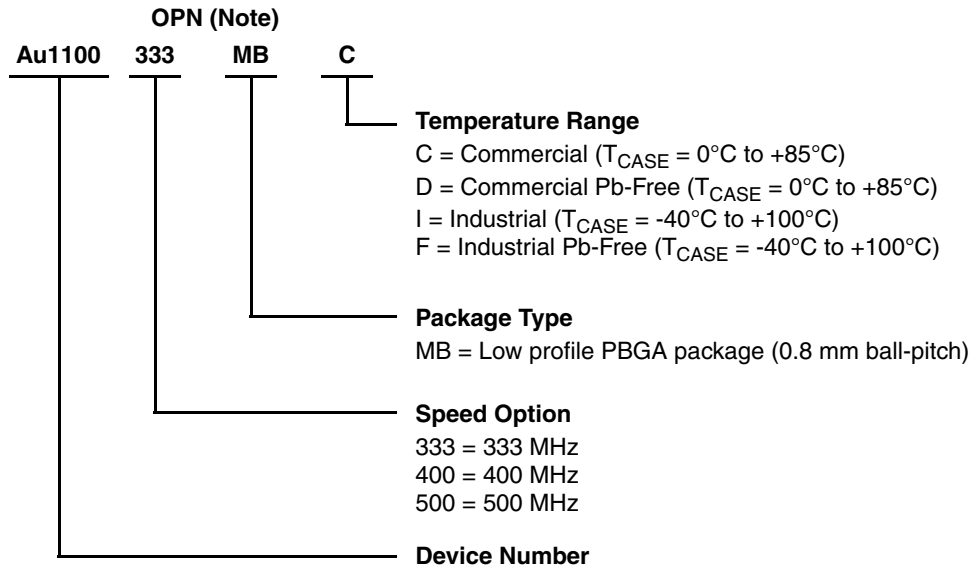 OPN (Note)
Au1100 333 MB C
Temperature Range
C = Commercial (TCASE = 0°C to +85°C)
D = Commercial Pb-Free (TCASE = 0°C to +85°C)
I = Industrial (TCASE = -40°C to +100°C)
F = Industrial Pb-Free (TCASE = -40°C to +100°C)
Package Type
MB = Low profile PBGA package (0.8 mm ball-pitch)
Speed Option
333 = 333 MHz
400 = 400 MHz
500 = 500 MHz
Device Number